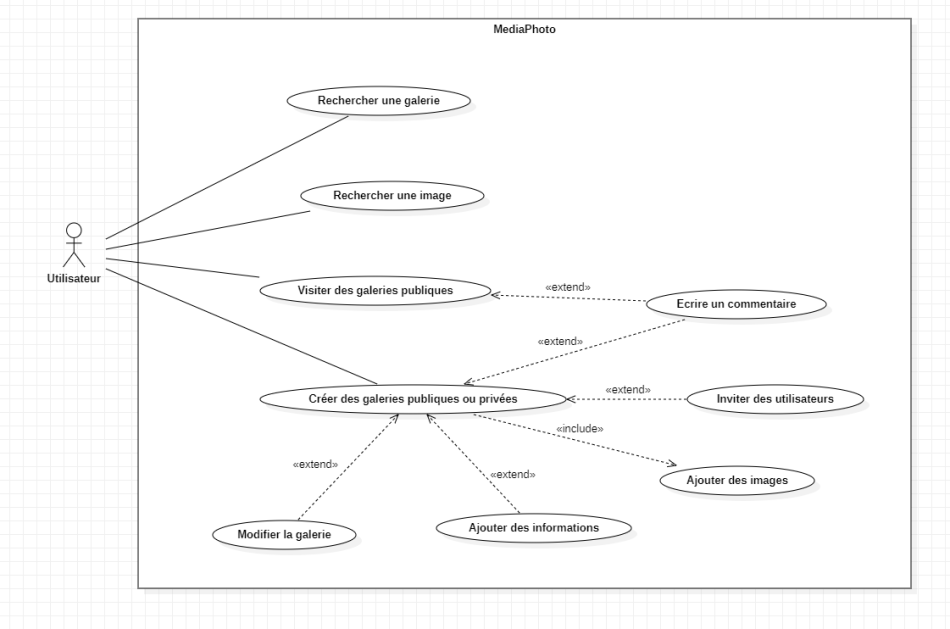 MediaPhoto
Rechercher une galerie
Rechercher une image
Utilisateur
Visiter des galeries publiques
«extend»
Ecrire un commentaire
«extend»
Créer des galeries publiques ou privées
«extend»
Inviter des utilisateurs
«include»
«extend»
«extend»
Ajouter des images
Modifier la galerie
Ajouter des informations